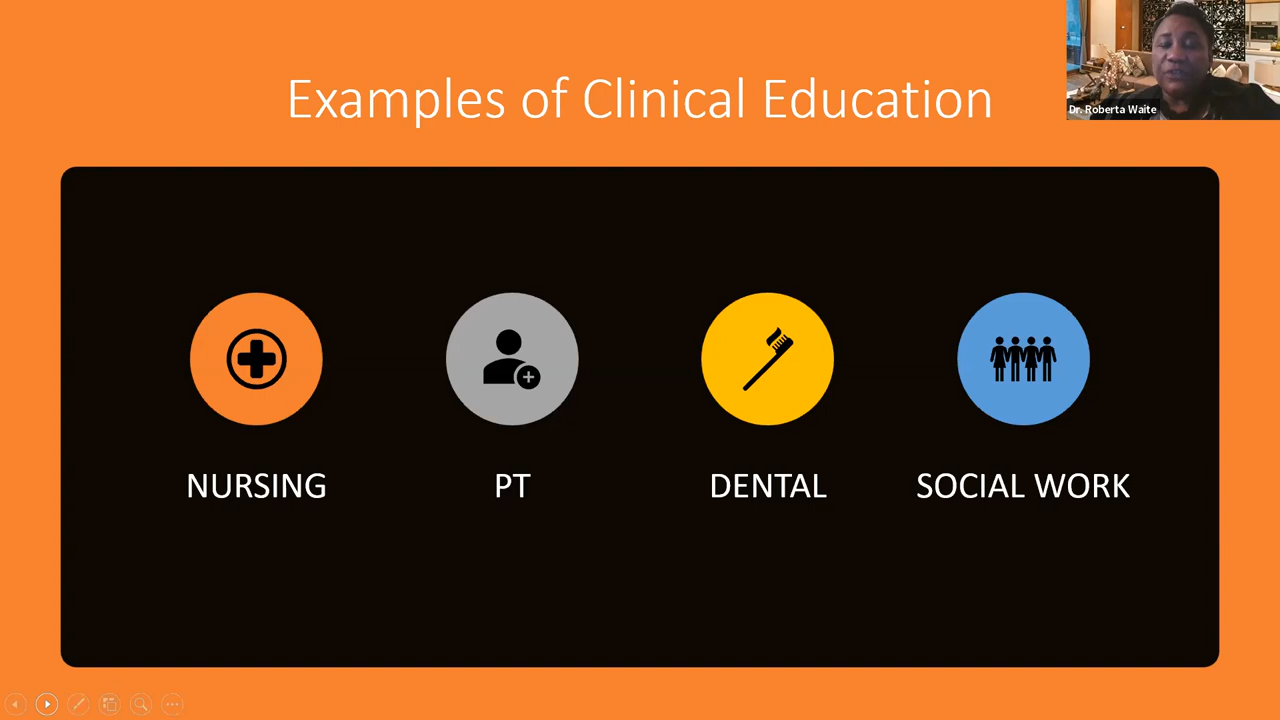 Examples of Clinical Education
Dr. Roberta Waite
NURSING
PT
DENTAL
SOCIAL WORK